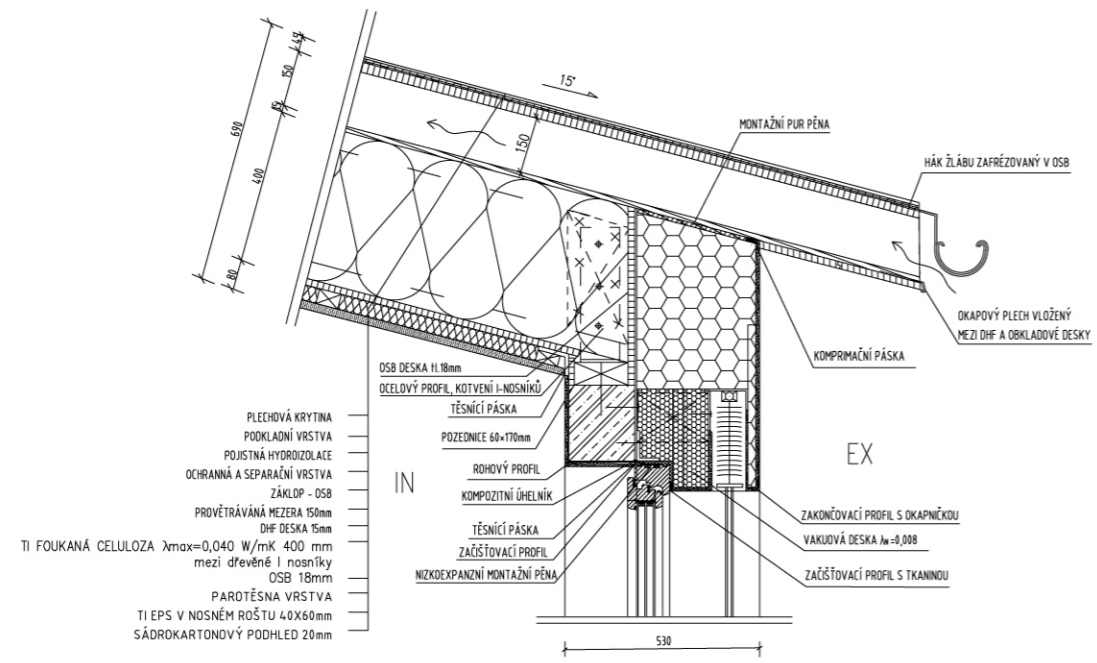 45
150
15
690
400
80
15°
150
MONTÁŽNÍ PUR PĚNA
HÁK ŽLÁBU ZAFRÉZOVANÝ V OSB
OKAPOVÝ PLECH VLOŽENÝ
MEZI DHF A OBKLADOVÉ DESKY
KOMPRIMAČNÍ PÁSKA
OSB DESKA tl.18mm
OCELOVÝ PROFIL, KOTVENÍ I-NOSNÍKŮ
TĚSNÍCÍ PÁSKA
POZEDNICE 60×170mm
ROHOVÝ PROFIL
KOMPOZITNÍ ÚHELNÍK
TĚSNÍCÍ PÁSKA
ZAČIŠŤOVACÍ PROFIL
NIZKOEXPANZNÍ MONTAŽNÍ PĚNA
IN
EX
PLECHOVÁ KRYTINA
PODKLADNÍ VRSTVA
POJISTNÁ HYDROIZOLACE
OCHRANNÁ A SEPARAČNÍ VRSTVA
ZÁKLOP - OSB
PROVĚTRÁVANÁ MEZERA 150mm
DHF DESKA 15mm
TI FOUKANÁ CELULOZA λmax=0,040 W/mK 400 mm
mezi dřevěné I nosníky
OSB 18mm
PAROTĚSNA VRSTVA
TI EPS V NOSNÉM ROŠTU 40X60mm
SÁDROKARTONOVÝ PODHLED 20mm
ZAKONČOVACÍ PROFIL S OKAPNIČKOU
VAKUOVÁ DESKA λw=0,008
ZAČIŠŤOVACÍ PROFIL S TKANINOU
530